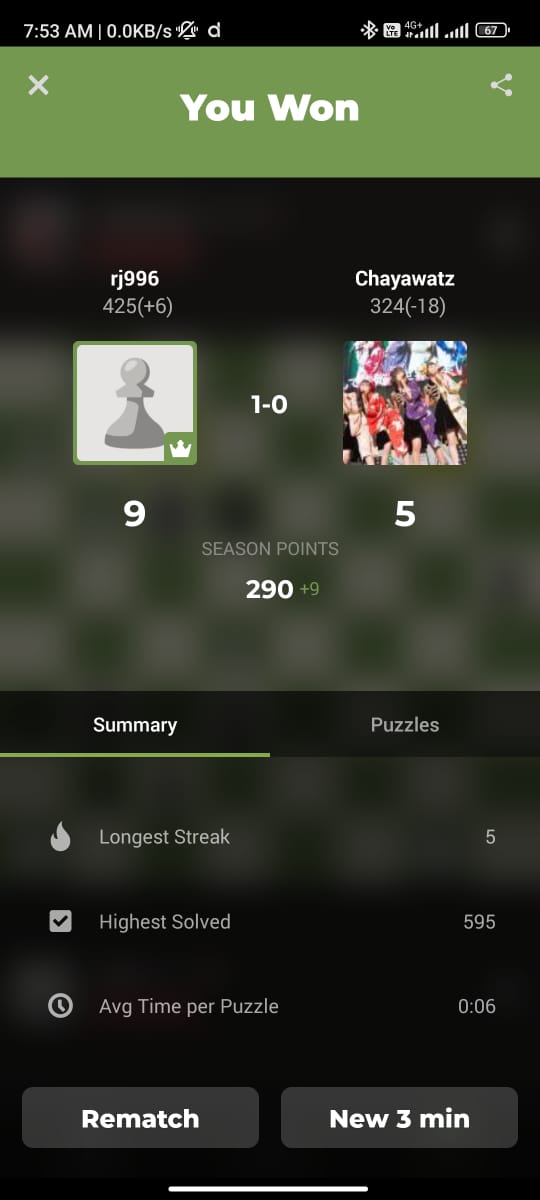 7:53 AM | 0.0KB/s d Vo LTE 4G+ 67
You Won
rj996 Chayawatz
425(+6) 324(-18)
1-0
9 5
SEASON POINTS
290 +9
Summary Puzzles
Longest Streak 5
Highest Solved 595
Avg Time per Puzzle 0:06
Rematch New 3 min